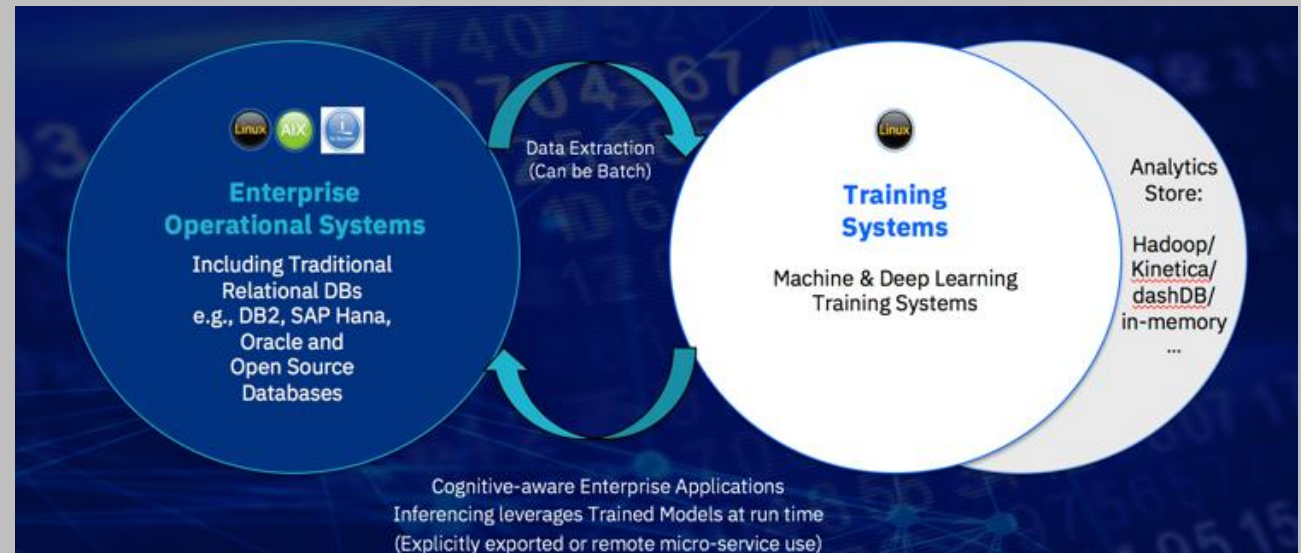 Linux
AIX
Enterprise
Operational Systems
Including Traditional
Relational DBs
e.g., DB2, SAP Hana,
Oracle and
Open Source
Databases
Data Extraction
(Can be Batch)
Linux
Training
Systems
Machine & Deep Learning
Training Systems
Analytics
Store:
Hadoop/
Kinetica/
dashDB/
in-memory
...
Cognitive-aware Enterprise Applications
Inferencing leverages Trained Models at run time
(Explicitly exported or remote micro-service use)